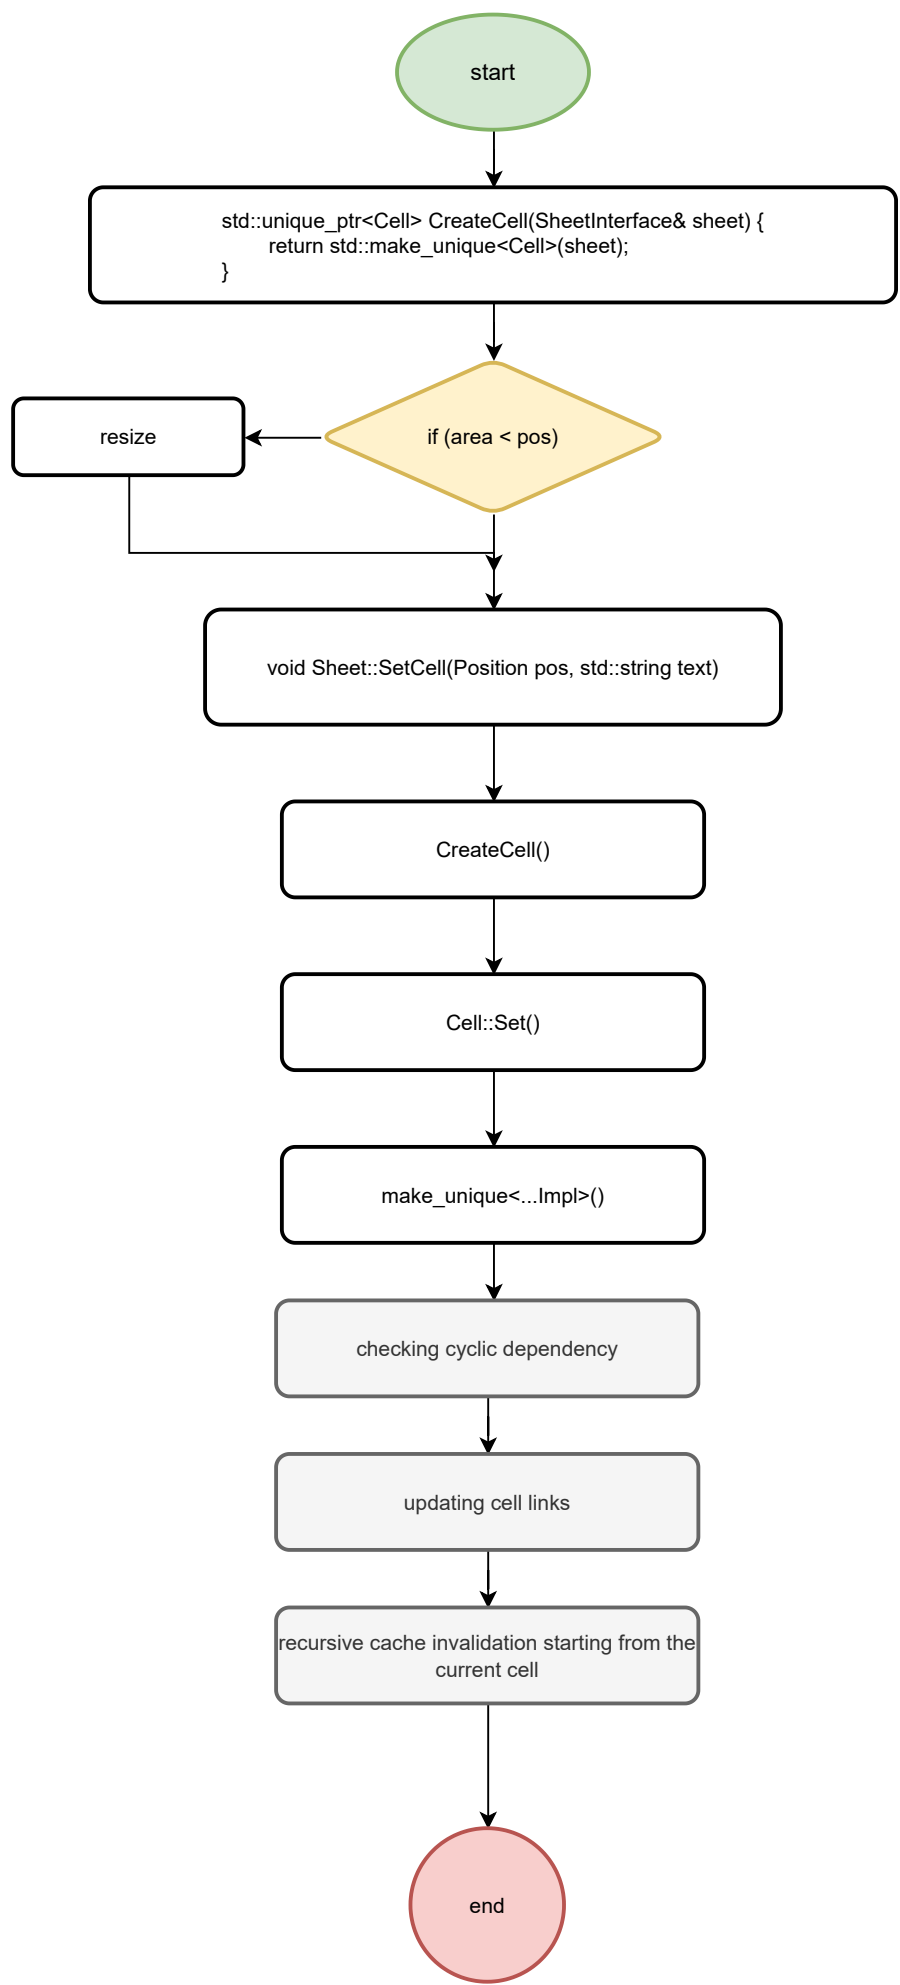 start
std::unique_ptr<Cell> CreateCell(SheetInterface& sheet) {
return std::make_unique<Cell>(sheet);
}
if (area < pos)
resize
void Sheet::SetCell(Position pos, std::string text)
CreateCell()
Cell::Set()
make_unique<...Impl>()
checking cyclic dependency
updating cell links
recursive cache invalidation starting from the
current cell
end